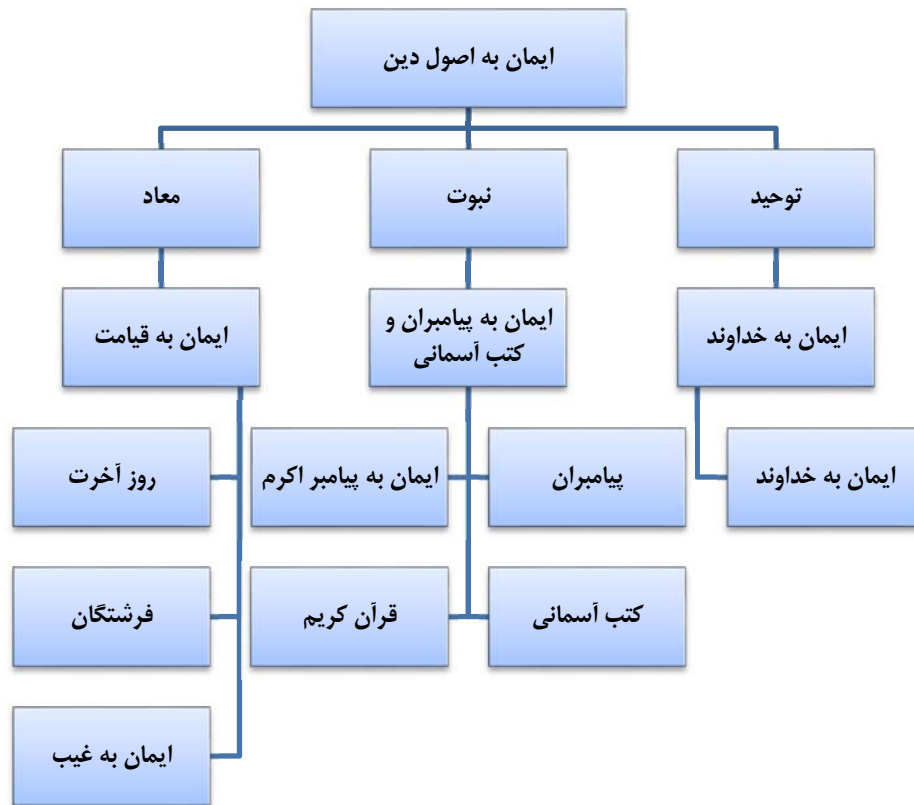 ایمان به اصول دین
توحید
نبوت
معاد
ایمان به خداوند
ایمان به پیامبران و
کتب آسمانی
ایمان به قیامت
ایمان به خداوند
پیامبران
ایمان به پیامبر اکرم
روز آخرت
کتب آسمانی
قرآن کریم
فرشتگان
ایمان به غیب